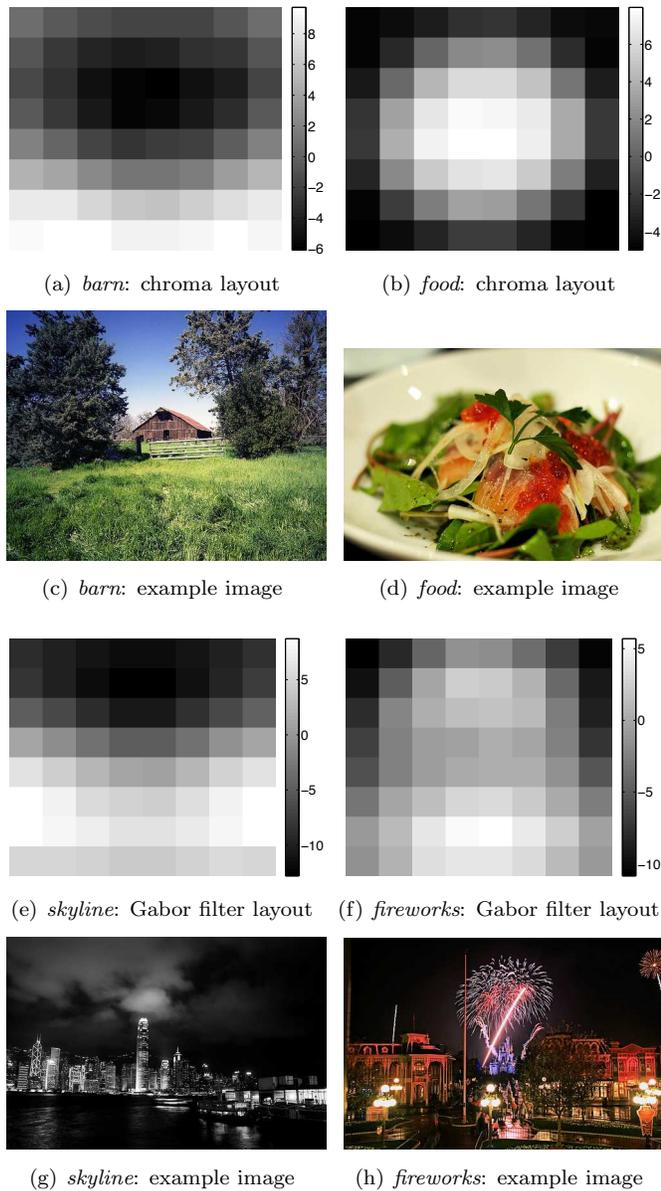 8
6
4
2
0
−2
−4
−6
6
4
2
0
−2
−4
(a) barn: chroma layout
(b) food: chroma layout
(c) barn: example image
(d) food: example image
5
0
−5
−10
5
0
−5
−10
(e) skyline: Gabor filter layout
(f) fireworks: Gabor filter layout
(g) skyline: example image
(h) fireworks: example image